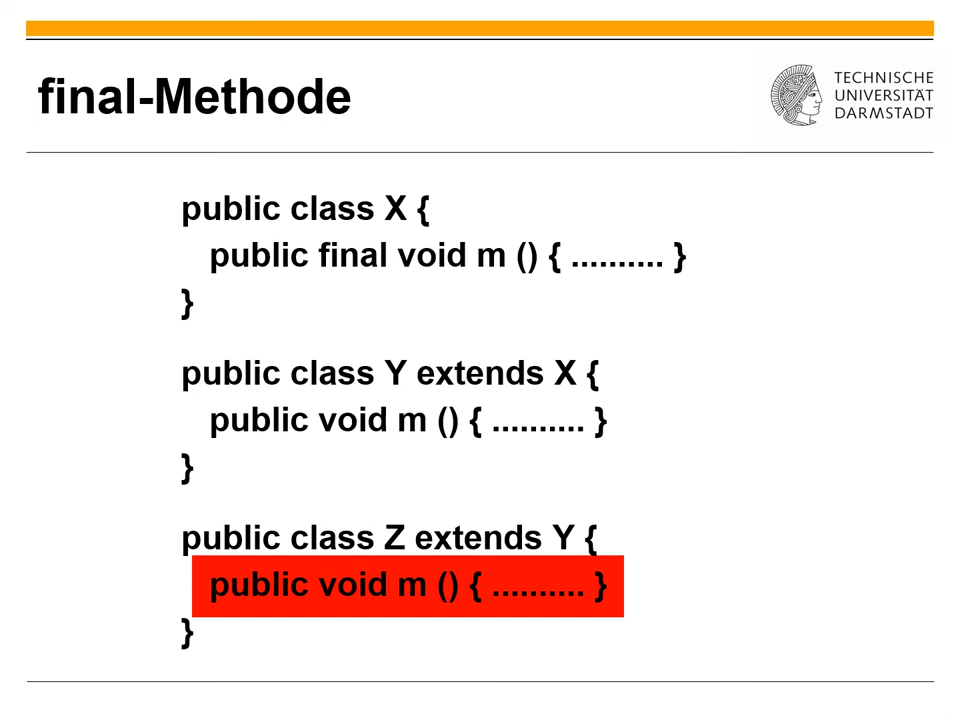 final-Methode
TECHNISCHE
UNIVERSITÄT
DARMSTADT
public class X {
public final void m () { .......... }
}
public class Y extends X {
public void m () { .......... }
}
public class Z extends Y {
public void m () { .......... }
}